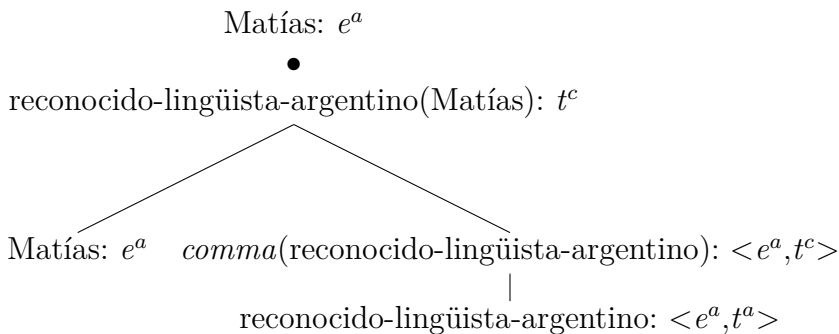 Matías: e^a
•
reconocido-lingüista-argentino(Matías): t^c
Matías: e^a comma(reconocido-lingüista-argentino): <e^a,t^c>
reconocido-lingüista-argentino: <e^a,t^a>